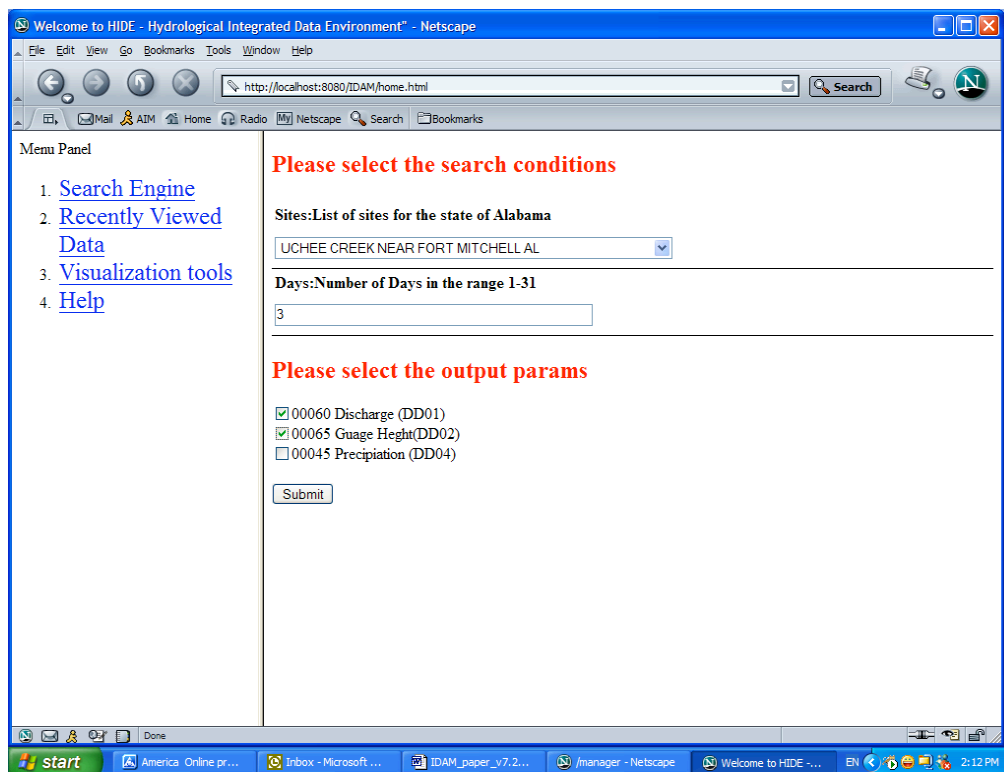 Welcome to HIDE - Hydrological Integrated Data Environment" - Netscape
File Edit View Go Bookmarks Tools Window Help
http://localhost:8080/IDAM/home.html
Search
Mail AIM Home Radio My Netscape Search Bookmarks
Menu Panel
1. Search Engine
2. Recently Viewed
Data
3. Visualization tools
4. Help
Please select the search conditions
Sites:List of sites for the state of Alabama
UCHEE CREEK NEAR FORT MITCHELL AL
Days:Number of Days in the range 1-31
3
Please select the output params
00060 Discharge (DD01)
00065 Guage Heght(DD02)
00045 Precipiation (DD04)
Submit
Done
start
America Online pr...
Inbox - Microsoft ...
IDAM_paper_v7.2...
/manager - Netscape
Welcome to HIDE -...
EN
2:12 PM